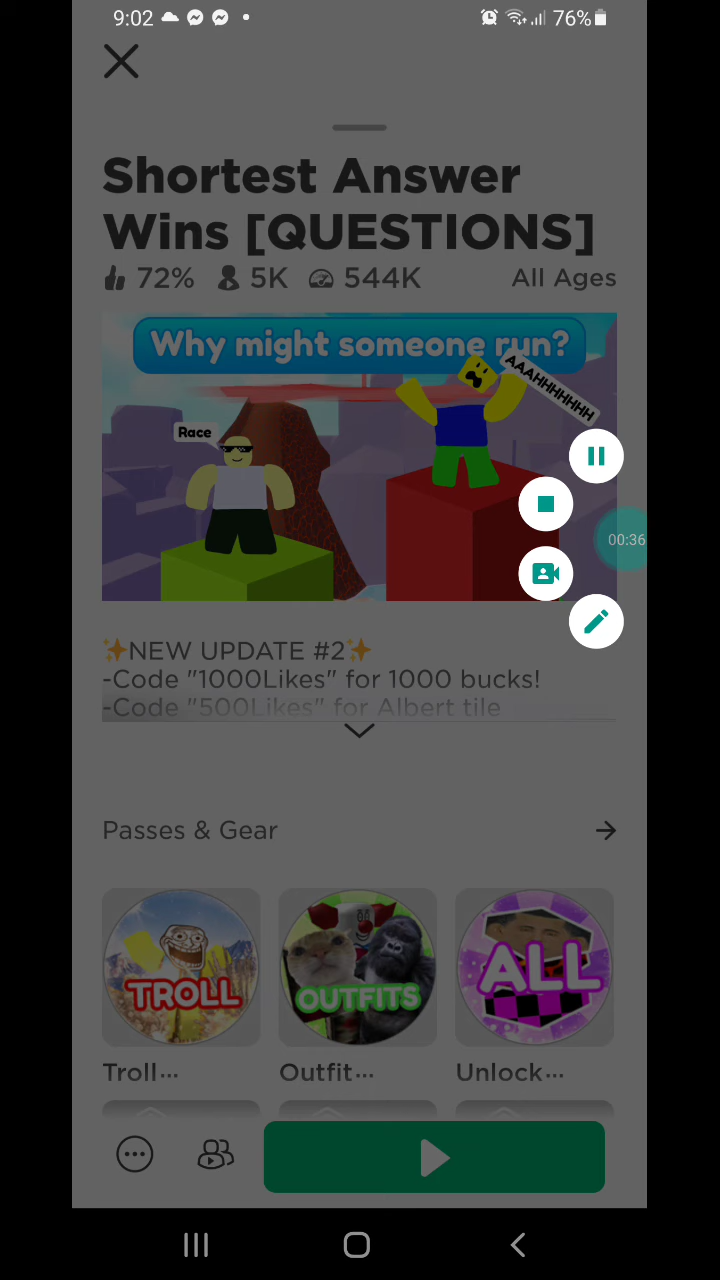 9:02
76%
Shortest Answer
Wins [QUESTIONS]
72% 5K 544K All Ages
Why might someone run?
AAAHHHHHHH
Race
00:36
✨NEW UPDATE #2✨
-Code "1000Likes" for 1000 bucks!
-Code "500Likes" for Albert tile
Passes & Gear
TROLL OUTFITS ALL
Troll··· Outfit··· Unlock···